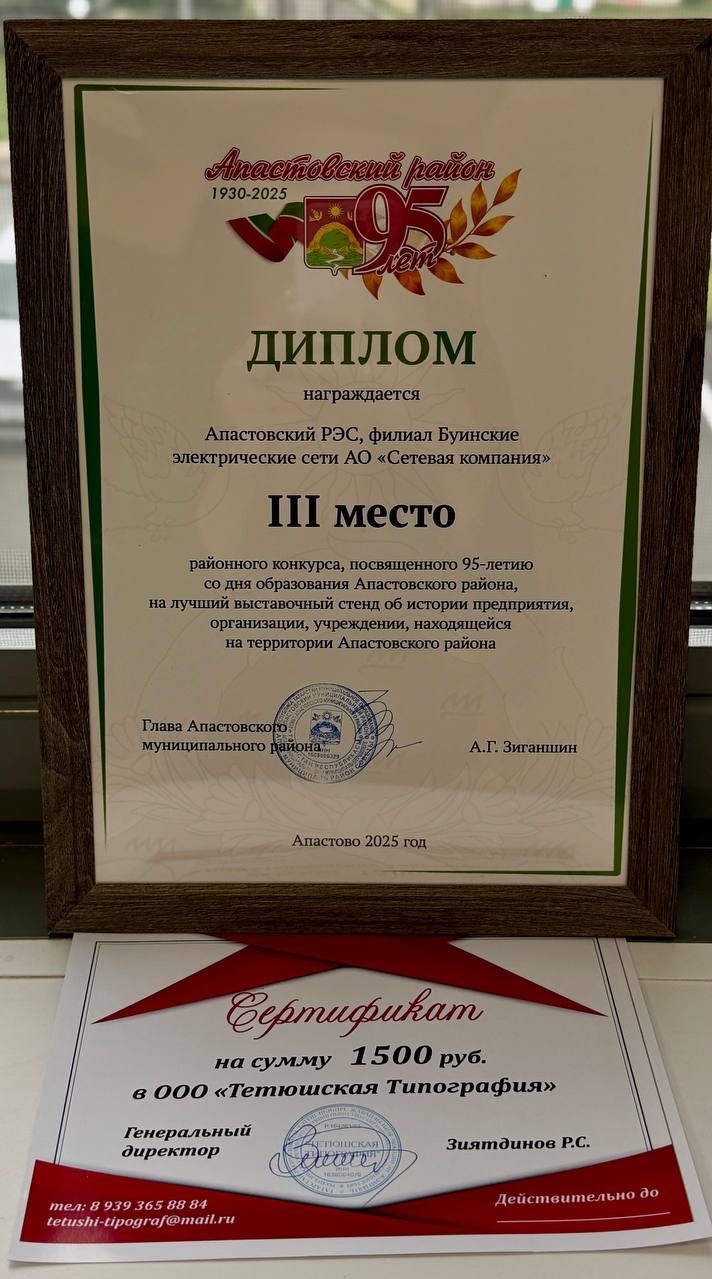 Апастовский район
1930-2025
95
лет
ДИПЛОМ
награждается
Апастовский РЭС, филиал Буинские
электрические сети АО «Сетевая компания»
III место
районного конкурса, посвященного 95-летию
со дня образования Апастовского района,
на лучший выставочный стенд об истории предприятия,
организации, учреждении, находящейся
на территории Апастовского района
Глава Апастовского
муниципального района
А.Г. Зиганшин
Апастово 2025 год
Сертификат
на сумму 1500 руб.
в ООО «Тетюшская Типография»
Генеральный
директор
Зиятдинов Р.С.
тел: 8 939 365 88 84
tetushi-tipograf@mail.ru
Действительно до